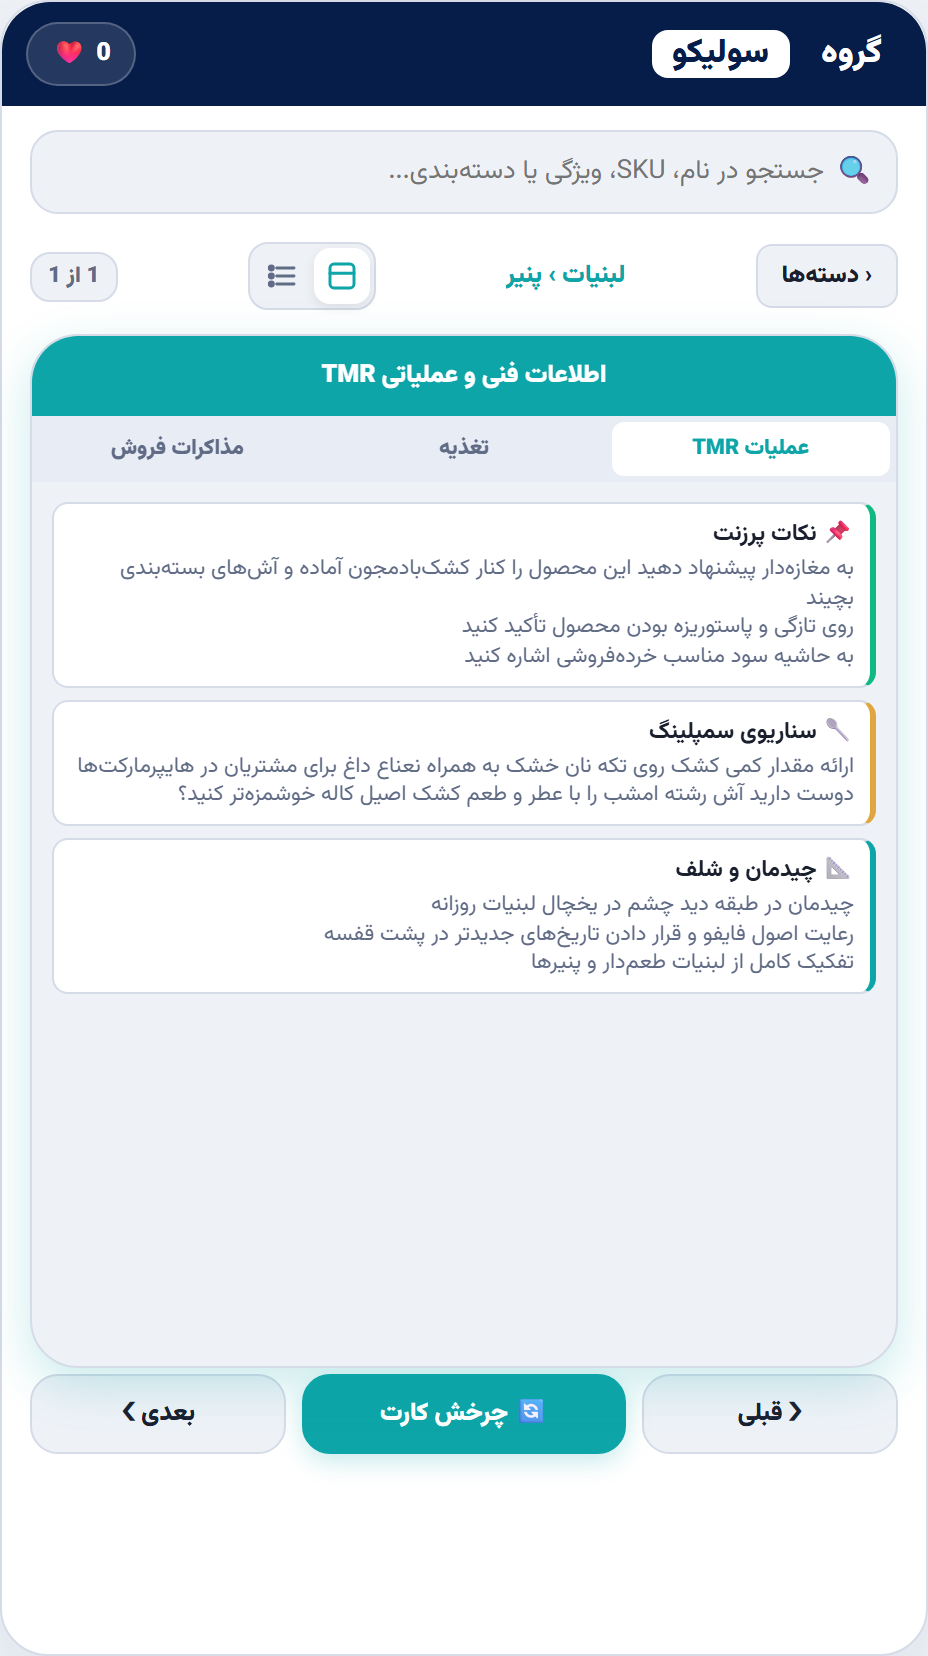 گروه سولیکو
0
جستجو در نام، SKU، ویژگی یا دسته‌بندی...
‹ دسته‌ها
لبنیات › پنیر
1 از 1
اطلاعات فنی و عملیاتی TMR
عملیات TMR
تغذیه
مذاکرات فروش
📌 نکات پرزنت
به مغازه‌دار پیشنهاد دهید این محصول را کنار کشک‌بادمجون آماده و آش‌های بسته‌بندی
بچیند
روی تازگی و پاستوریزه بودن محصول تأکید کنید
به حاشیه سود مناسب خرده‌فروشی اشاره کنید
🥄 سناریوی سمپلینگ
ارائه مقدار کمی کشک روی تکه نان خشک به همراه نعناع داغ برای مشتریان در هایپرمارکت‌ها
دوست دارید آش رشته امشب را با عطر و طعم کشک اصیل کاله خوشمزه‌تر کنید؟
📐 چیدمان و شلف
چیدمان در طبقه دید چشم در یخچال لبنیات روزانه
رعایت اصول فایفو و قرار دادن تاریخ‌های جدیدتر در پشت قفسه
تفکیک کامل از لبنیات طعم‌دار و پنیرها
❮ قبلی
🔄 چرخش کارت
بعدی ❯